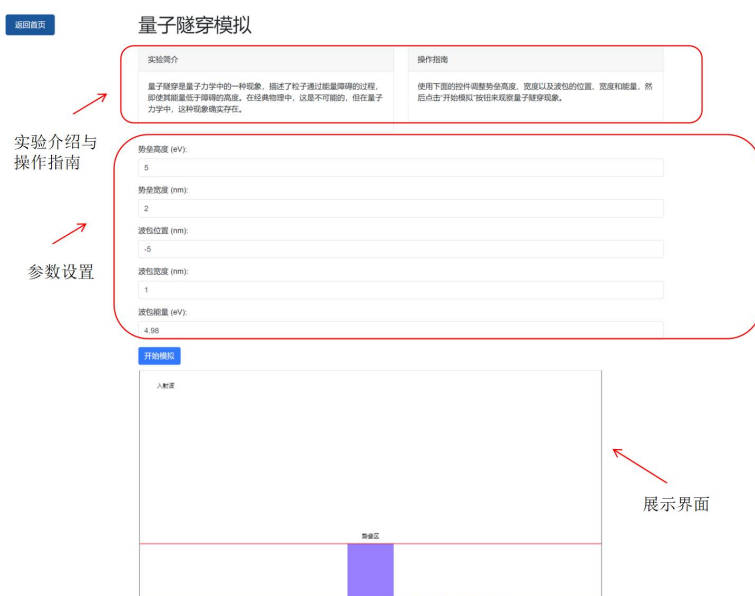 返回首页
量子隧穿模拟
实验简介
量子隧穿是量子力学中的一种现象，描述了粒子通过能量障碍的过程，
即使其能量低于障碍的高度。在经典物理中，这是不可能的，但在量子
力学中，这种现象确实存在。
操作指南
使用下面的控件调整势垒高度、宽度以及波包的位置、宽度和能量，然
后点击"开始模拟"按钮来观察量子隧穿现象。
实验介绍与
操作指南
势垒高度 (eV):
5
势垒宽度 (nm):
2
波包位置 (nm):
-5
参数设置
波包宽度 (nm):
1
波包能量 (eV):
4.98
开始模拟
入射波
展示界面
势垒区